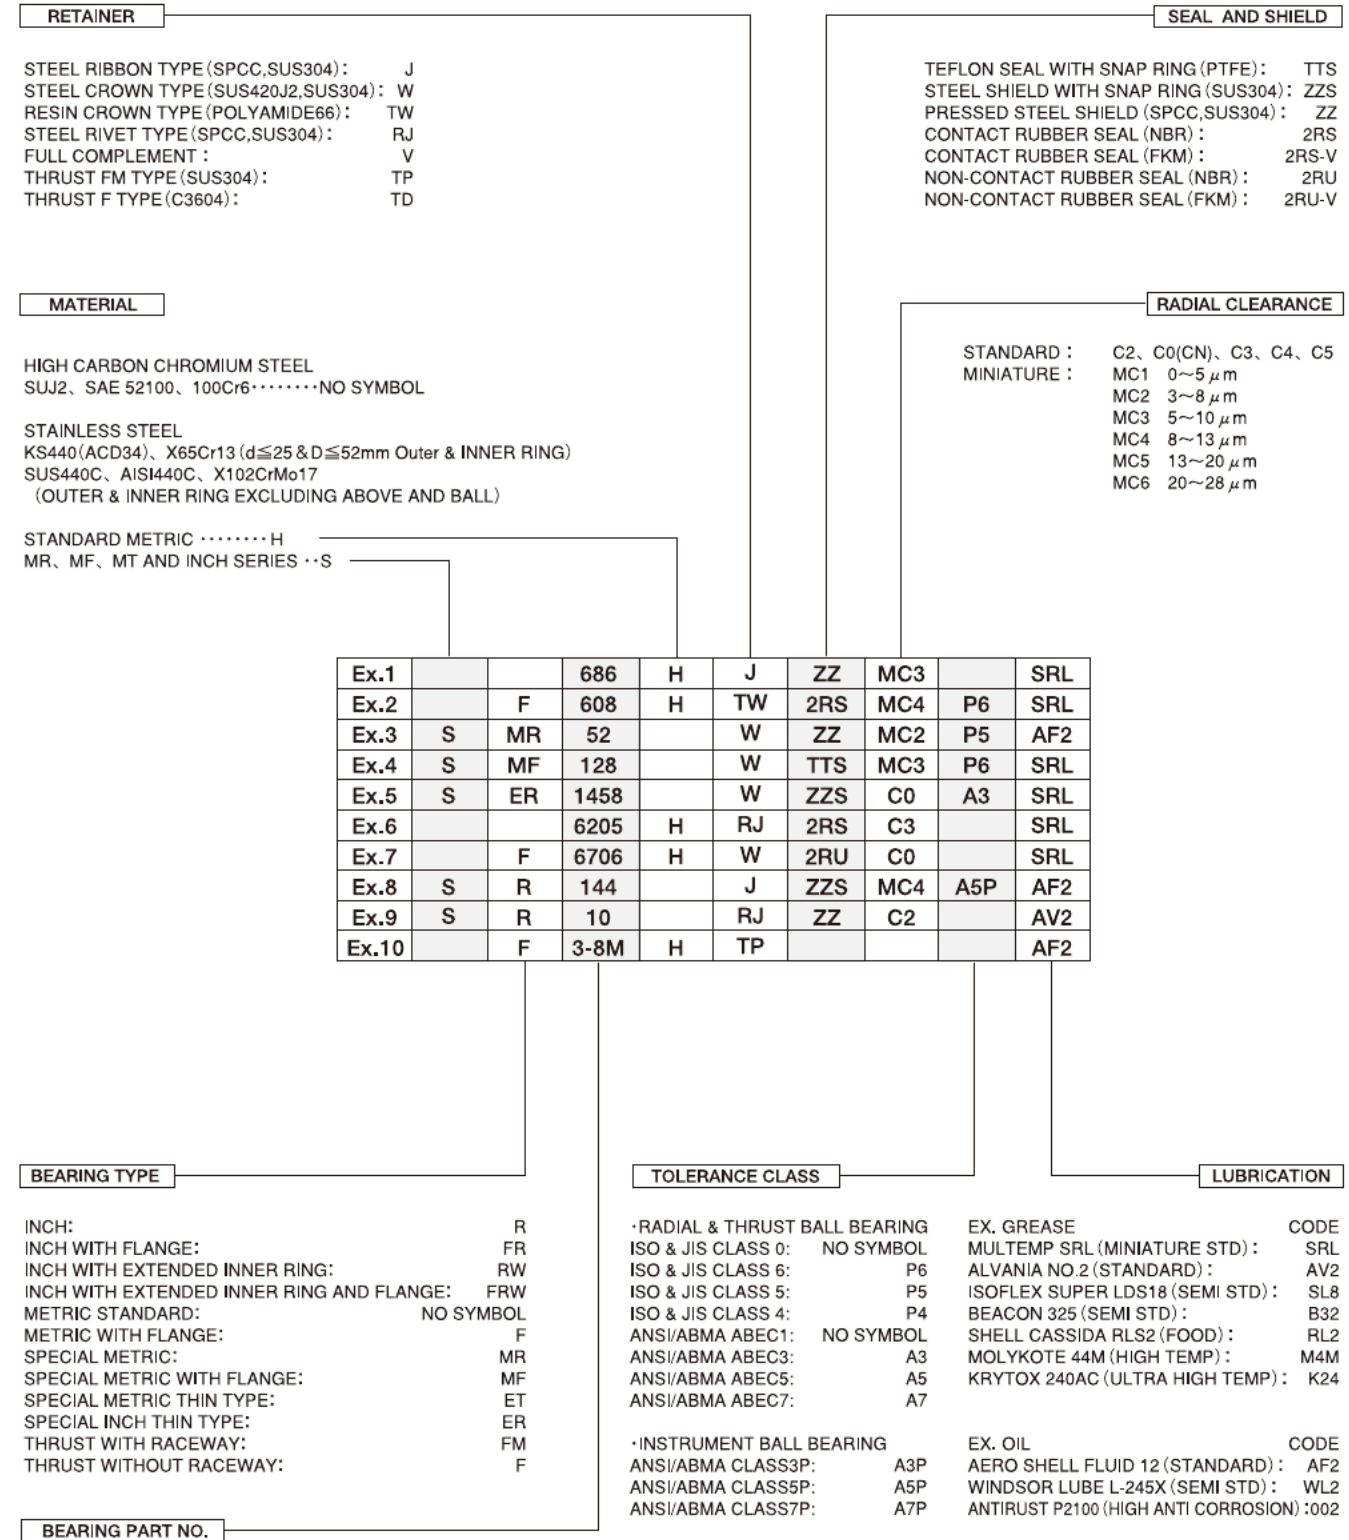 RETAINER
STEEL RIBBON TYPE(SPCC,SUS304): J
STEEL CROWN TYPE(SUS420J2,SUS304): W
RESIN CROWN TYPE(POLYAMIDE66): TW
STEEL RIVET TYPE(SPCC,SUS304): RJ
FULL COMPLEMENT: V
THRUST FM TYPE(SUS304): TP
THRUST F TYPE(C3604): TD
SEAL AND SHIELD
TEFLON SEAL WITH SNAP RING(PTFE): TTS
STEEL SHIELD WITH SNAP RING(SUS304): ZZS
PRESSED STEEL SHIELD(SPCC,SUS304): ZZ
CONTACT RUBBER SEAL(NBR): 2RS
CONTACT RUBBER SEAL(FKM): 2RS-V
NON-CONTACT RUBBER SEAL(NBR): 2RU
NON-CONTACT RUBBER SEAL(FKM): 2RU-V
MATERIAL
HIGH CARBON CHROMIUM STEEL
SUJ2、SAE 52100、100Cr6········NO SYMBOL
STAINLESS STEEL
KS440(ACD34)、X65Cr13(d≦25&D≦52mm Outer & INNER RING)
SUS440C、AISI440C、X102CrMo17
(OUTER & INNER RING EXCLUDING ABOVE AND BALL)
STANDARD METRIC ········H
MR、MF、MT AND INCH SERIES ··S
RADIAL CLEARANCE
STANDARD: C2、C0(CN)、C3、C4、C5
MINIATURE: MC1 0～5μm
MC2 3～8μm
MC3 5～10μm
MC4 8～13μm
MC5 13～20μm
MC6 20～28μm
Ex.1 686 H J ZZ MC3 SRL
Ex.2 F 608 H TW 2RS MC4 P6 SRL
Ex.3 S MR 52 W ZZ MC2 P5 AF2
Ex.4 S MF 128 W TTS MC3 P6 SRL
Ex.5 S ER 1458 W ZZS C0 A3 SRL
Ex.6 6205 H RJ 2RS C3 SRL
Ex.7 F 6706 H W 2RU C0 SRL
Ex.8 S R 144 J ZZS MC4 A5P AF2
Ex.9 S R 10 RJ ZZ C2 AV2
Ex.10 F 3-8M H TP AF2
BEARING TYPE
INCH: R
INCH WITH FLANGE: FR
INCH WITH EXTENDED INNER RING: RW
INCH WITH EXTENDED INNER RING AND FLANGE: FRW
METRIC STANDARD: NO SYMBOL
METRIC WITH FLANGE: F
SPECIAL METRIC: MR
SPECIAL METRIC WITH FLANGE: MF
SPECIAL METRIC THIN TYPE: ET
SPECIAL INCH THIN TYPE: ER
THRUST WITH RACEWAY: FM
THRUST WITHOUT RACEWAY: F
BEARING PART NO.
TOLERANCE CLASS
·RADIAL & THRUST BALL BEARING
ISO & JIS CLASS 0: NO SYMBOL
ISO & JIS CLASS 6: P6
ISO & JIS CLASS 5: P5
ISO & JIS CLASS 4: P4
ANSI/ABMA ABEC1: NO SYMBOL
ANSI/ABMA ABEC3: A3
ANSI/ABMA ABEC5: A5
ANSI/ABMA ABEC7: A7
·INSTRUMENT BALL BEARING
ANSI/ABMA CLASS3P: A3P
ANSI/ABMA CLASS5P: A5P
ANSI/ABMA CLASS7P: A7P
LUBRICATION
EX. GREASE CODE
MULTEMP SRL(MINIATURE STD): SRL
ALVANIA NO.2(STANDARD): AV2
ISOFLEX SUPER LDS18(SEMI STD): SL8
BEACON 325(SEMI STD): B32
SHELL CASSIDA RLS2(FOOD): RL2
MOLYKOTE 44M(HIGH TEMP): M4M
KRYTOX 240AC(ULTRA HIGH TEMP): K24
EX. OIL CODE
AERO SHELL FLUID 12(STANDARD): AF2
WINDSOR LUBE L-245X(SEMI STD): WL2
ANTIRUST P2100(HIGH ANTI CORROSION):002